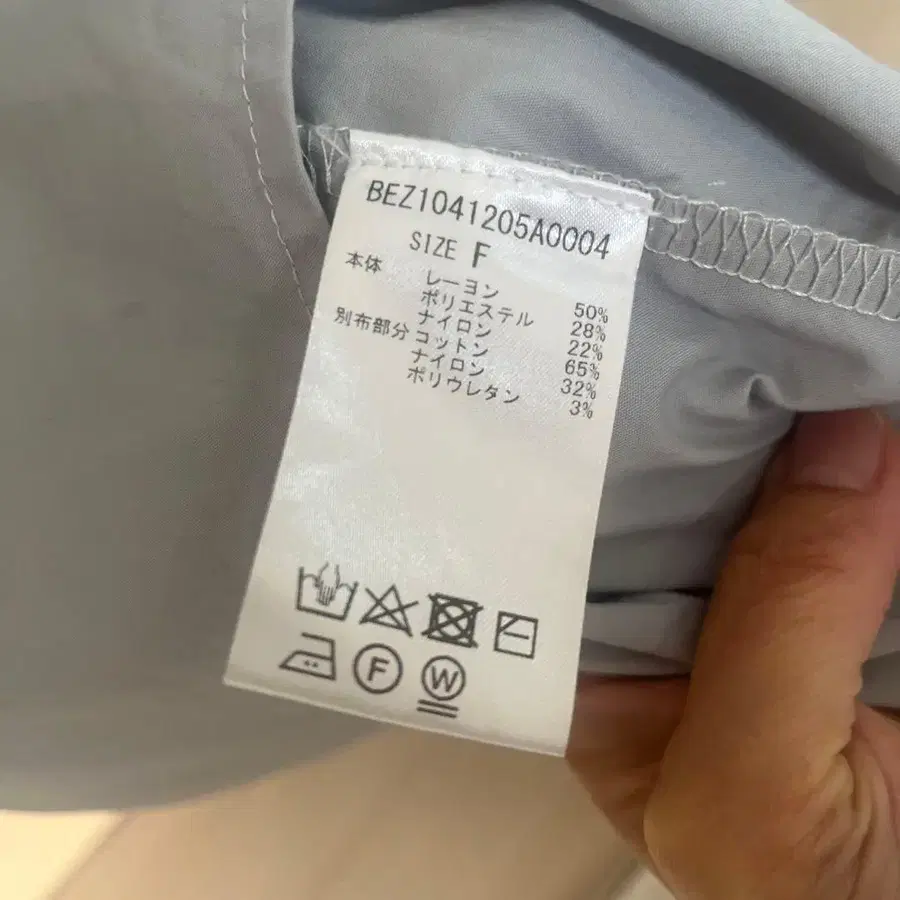 BEZ1041205A0004
SIZE F
本体 レーヨン 50%
ポリエステル 28%
ナイロン 22%
別布部分 コットン 65%
ナイロン 32%
ポリウレタン 3%
F W